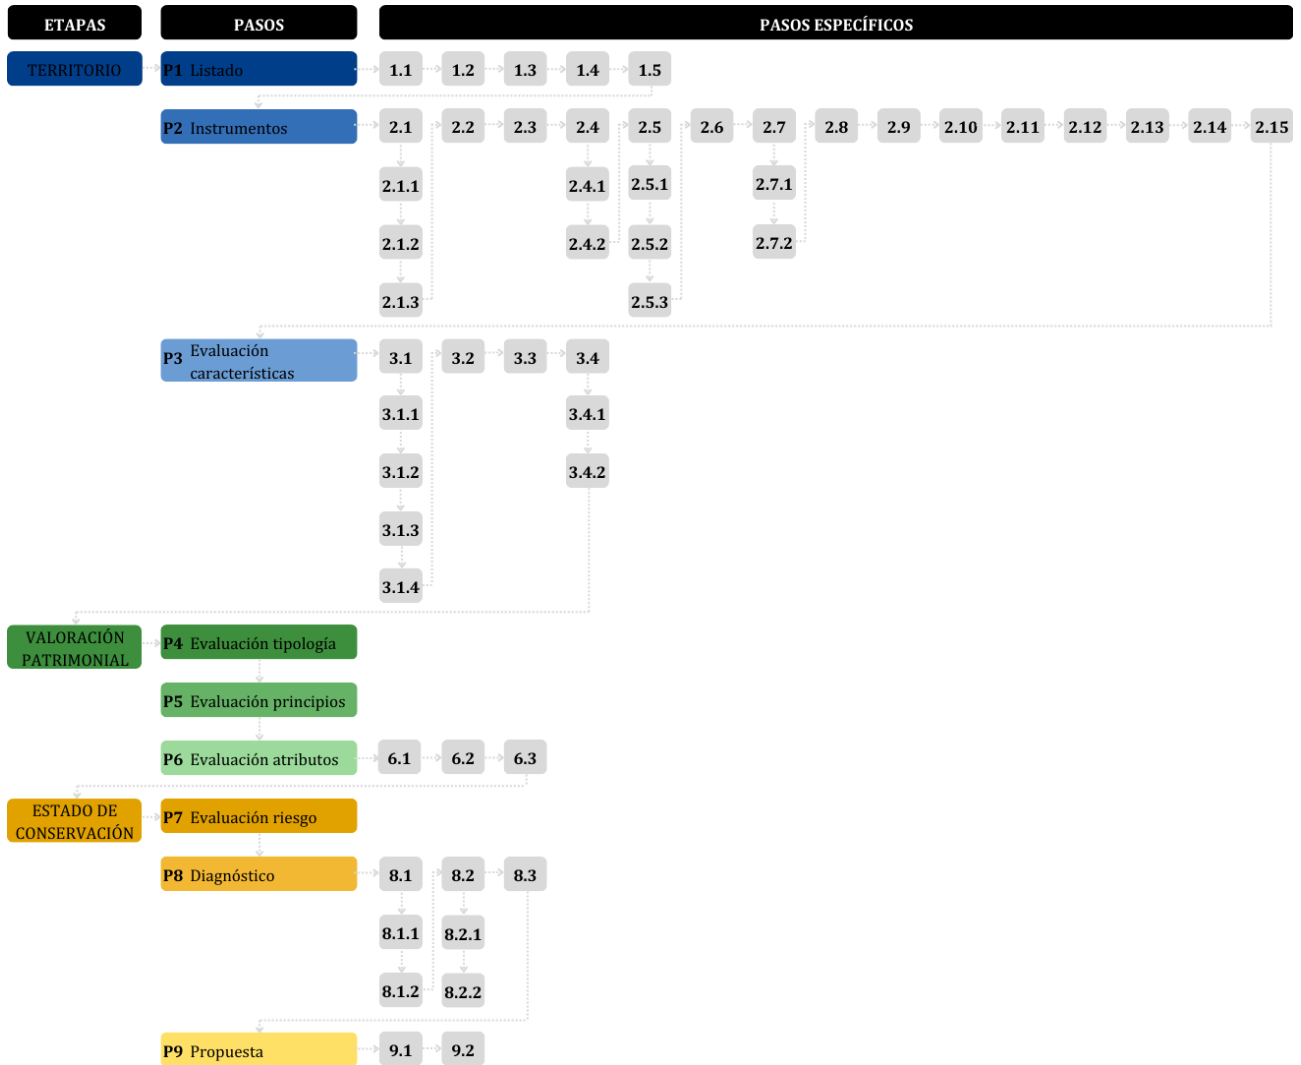 ETAPAS PASOS PASOS ESPECÍFICOS
TERRITORIO P1 Listado 1.1 1.2 1.3 1.4 1.5
P2 Instrumentos 2.1 2.2 2.3 2.4 2.5 2.6 2.7 2.8 2.9 2.10 2.11 2.12 2.13 2.14 2.15
2.1.1 2.4.1 2.5.1 2.7.1
2.1.2 2.4.2 2.5.2 2.7.2
2.1.3 2.5.3
P3 Evaluación
características
3.1 3.2 3.3 3.4
3.1.1 3.4.1
3.1.2 3.4.2
3.1.3
3.1.4
VALORACIÓN
PATRIMONIAL
P4 Evaluación tipología
P5 Evaluación principios
P6 Evaluación atributos 6.1 6.2 6.3
ESTADO DE
CONSERVACIÓN
P7 Evaluación riesgo
P8 Diagnóstico 8.1 8.2 8.3
8.1.1 8.2.1
8.1.2 8.2.2
P9 Propuesta 9.1 9.2